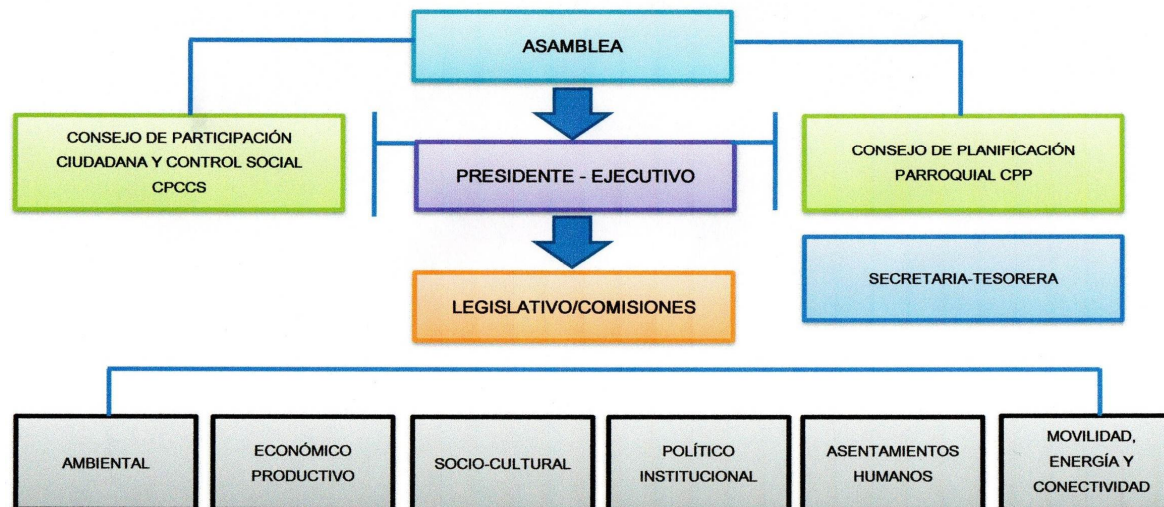 ASAMBLEA
CONSEJO DE PARTICIPACIÓN
CIUDADANA Y CONTROL SOCIAL
CPCCS
PRESIDENTE - EJECUTIVO
CONSEJO DE PLANIFICACIÓN
PARROQUIAL CPP
SECRETARIA-TESORERA
LEGISLATIVO/COMISIONES
AMBIENTAL
ECONÓMICO
PRODUCTIVO
SOCIO-CULTURAL
POLÍTICO
INSTITUCIONAL
ASENTAMIENTOS
HUMANOS
MOVILIDAD,
ENERGÍA Y
CONECTIVIDAD